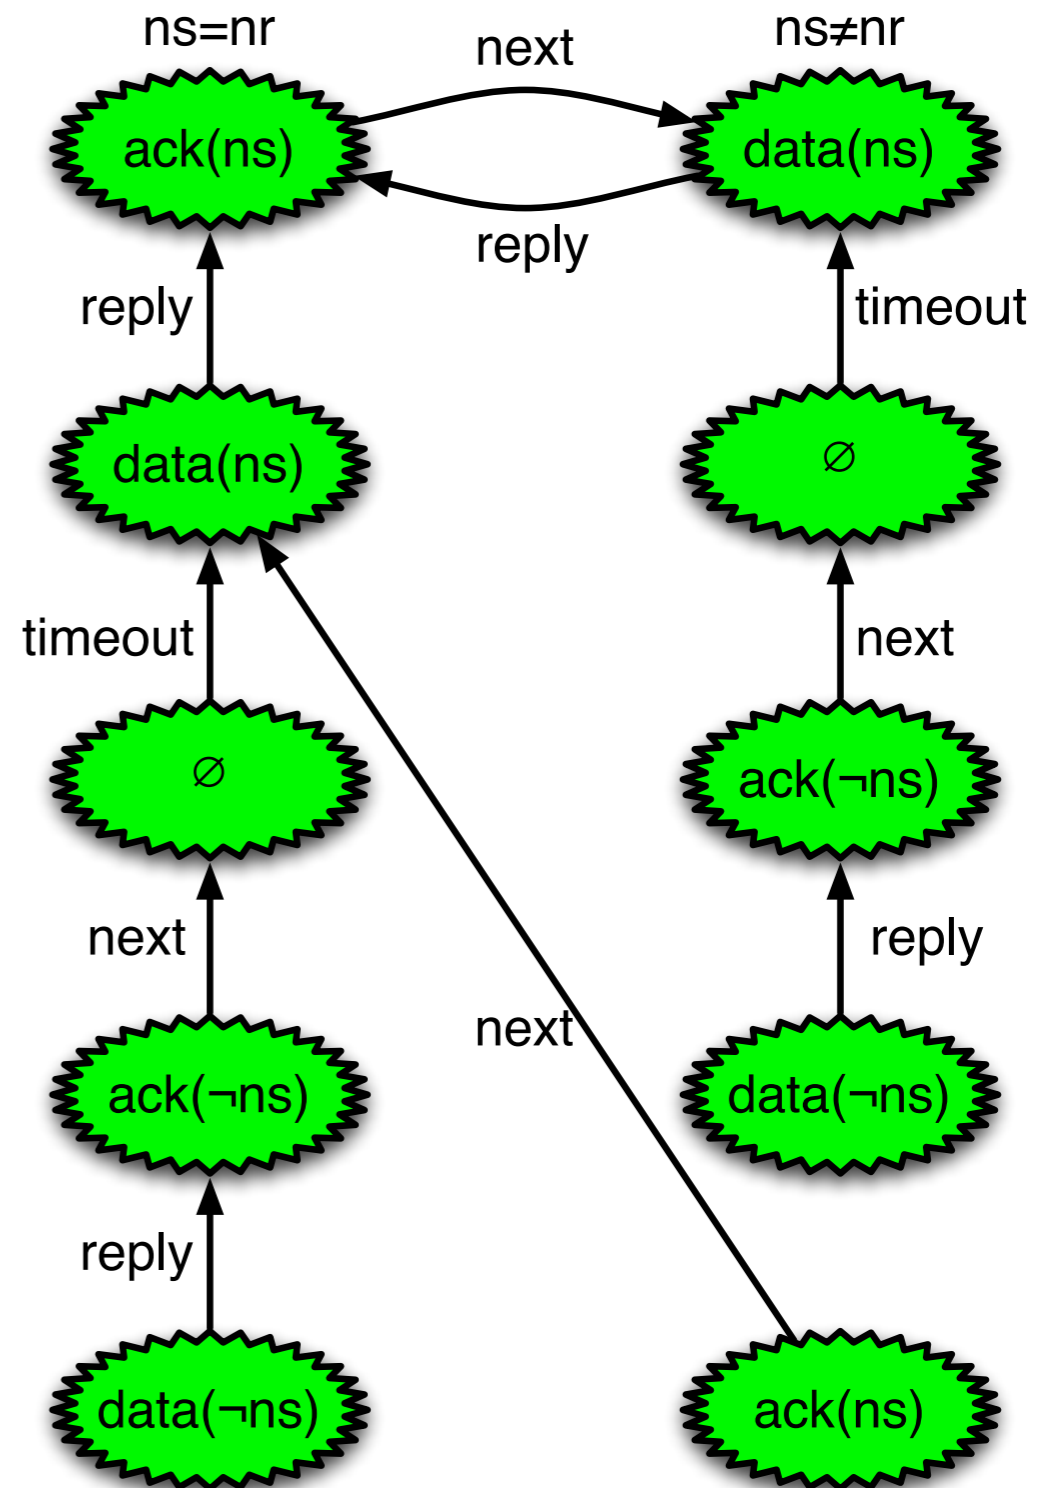 ns=nr
next
ns≠nr
ack(ns)
data(ns)
reply
reply
timeout
data(ns)
∅
timeout
next
∅
ack(¬ns)
next
reply
next
ack(¬ns)
data(¬ns)
reply
data(¬ns)
ack(ns)